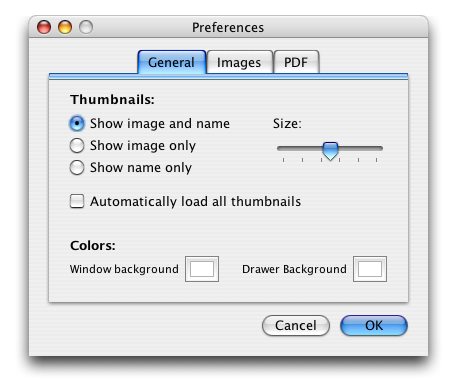 Preferences
General Images PDF
Thumbnails:
Show image and name Size:
Show image only
Show name only
Automatically load all thumbnails
Colors:
Window background Drawer Background
Cancel OK